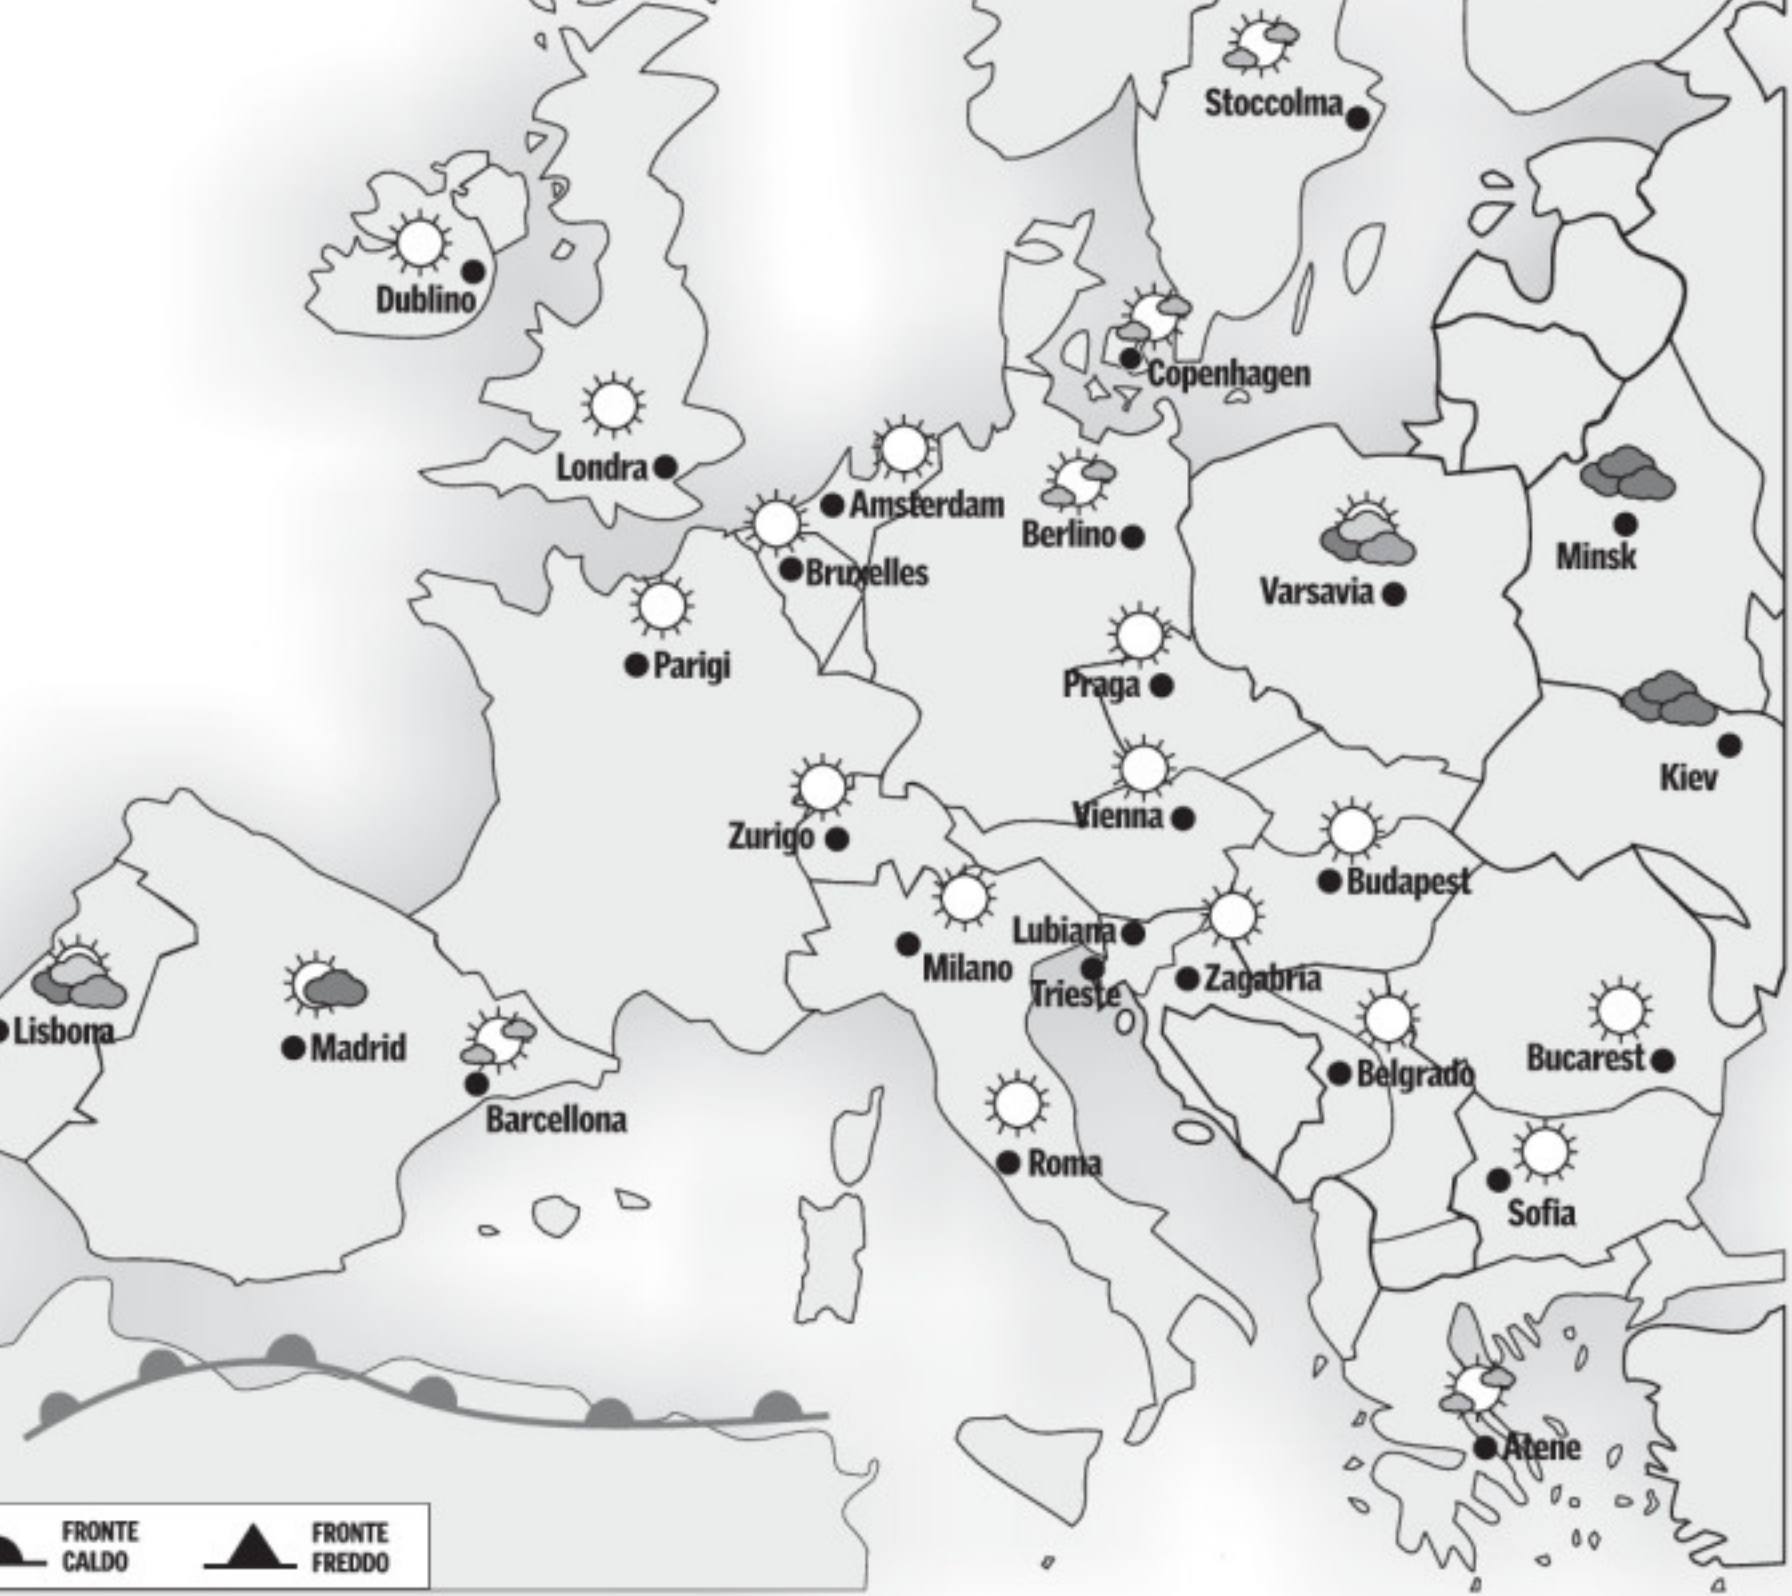 Stoccolma
Dublino
Copenhagen
Londra
Amsterdam
Berlino
Bruxelles
Minsk
Varsavia
Parigi
Praga
Kiev
Vienna
Zurigo
Budapest
Lubiana
Milano
Zagabria
Trieste
Lisbona
Madrid
Belgrado
Bucarest
Barcellona
Roma
Sofia
Atene
FRONTE
CALDO
FRONTE
FREDDO